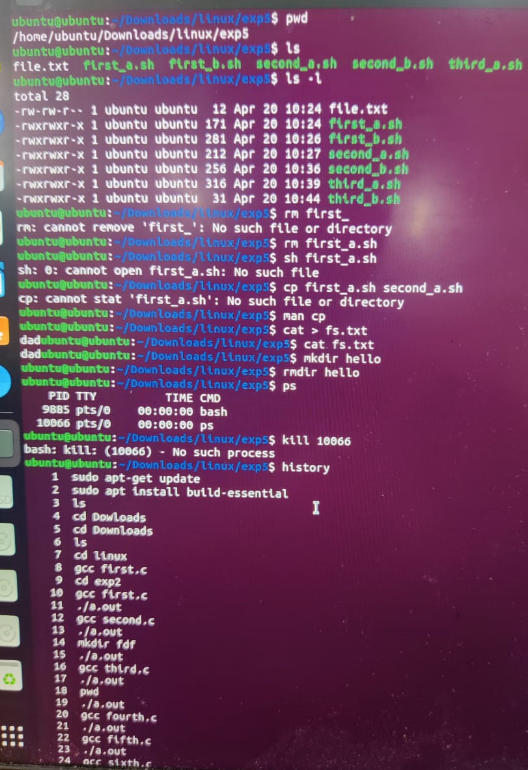 ubuntu@ubuntu:~/Downloads/linux/exp5$ pwd
/home/ubuntu/Downloads/linux/exp5
ubuntu@ubuntu:~/Downloads/linux/exp5$ ls
file.txt first_a.sh first_b.sh second_a.sh second_b.sh third_a.sh
ubuntu@ubuntu:~/Downloads/linux/exp5$ ls -l
total 28
-rw-rw-r-- 1 ubuntu ubuntu 12 Apr 20 10:24 file.txt
-rwxrwxr-x 1 ubuntu ubuntu 171 Apr 20 10:24 first_a.sh
-rwxrwxr-x 1 ubuntu ubuntu 281 Apr 20 10:26 first_b.sh
-rwxrwxr-x 1 ubuntu ubuntu 212 Apr 20 10:27 second_a.sh
-rwxrwxr-x 1 ubuntu ubuntu 256 Apr 20 10:36 second_b.sh
-rwxrwxr-x 1 ubuntu ubuntu 316 Apr 20 10:39 third_a.sh
-rwxrwxr-x 1 ubuntu ubuntu 31 Apr 20 10:44 third_b.sh
ubuntu@ubuntu:~/Downloads/linux/exp5$ rm first_
rm: cannot remove 'first_': No such file or directory
ubuntu@ubuntu:~/Downloads/linux/exp5$ rm first_a.sh
ubuntu@ubuntu:~/Downloads/linux/exp5$ sh first_a.sh
sh: 0: cannot open first_a.sh: No such file
ubuntu@ubuntu:~/Downloads/linux/exp5$ cp first_a.sh second_a.sh
cp: cannot stat 'first_a.sh': No such file or directory
ubuntu@ubuntu:~/Downloads/linux/exp5$ man cp
ubuntu@ubuntu:~/Downloads/linux/exp5$ cat > fs.txt
dadubuntu@ubuntu:~/Downloads/linux/exp5$ cat fs.txt
dadubuntu@ubuntu:~/Downloads/linux/exp5$ mkdir hello
ubuntu@ubuntu:~/Downloads/linux/exp5$ rmdir hello
ubuntu@ubuntu:~/Downloads/linux/exp5$ ps
PID TTY TIME CMD
9885 pts/0 00:00:00 bash
10066 pts/0 00:00:00 ps
ubuntu@ubuntu:~/Downloads/linux/exp5$ kill 10066
bash: kill: (10066) - No such process
ubuntu@ubuntu:~/Downloads/linux/exp5$ history
1 sudo apt-get update
2 sudo apt install build-essential
3 ls
4 cd Dowloads
5 cd Downloads
6 ls
7 cd linux
8 gcc first.c
9 cd exp2
10 gcc first.c
11 ./a.out
12 gcc second.c
13 ./a.out
14 mkdir fdf
15 ./a.out
16 gcc third.c
17 ./a.out
18 pwd
19 ./a.out
20 gcc fourth.c
21 ./a.out
22 gcc fifth.c
23 ./a.out
24 gcc sixth.c